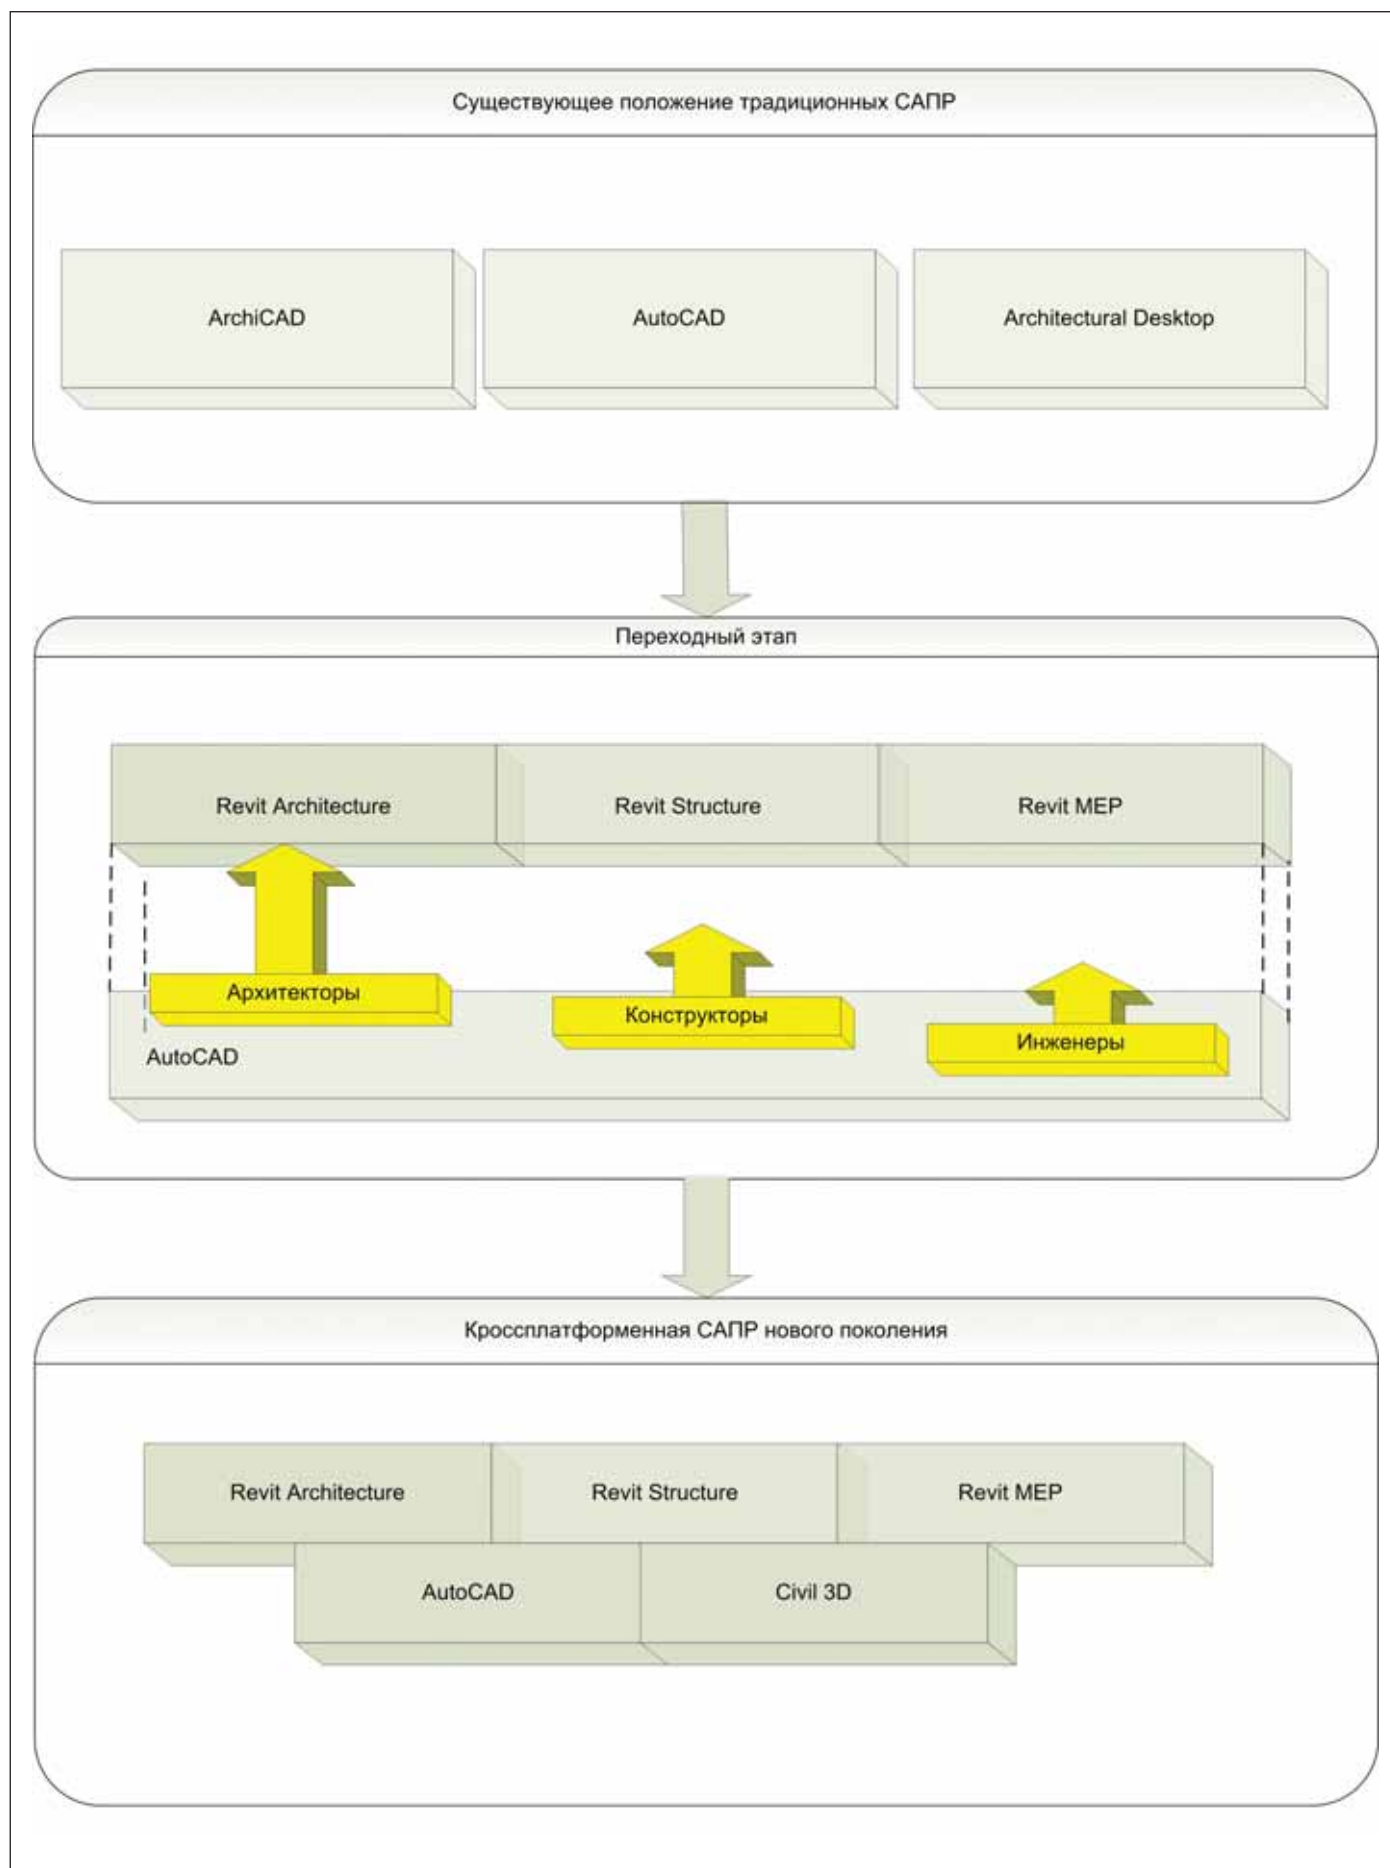 Существующее положение традиционных САПР
ArchiCAD
AutoCAD
Architectural Desktop
Переходный этап
Revit Architecture
Revit Structure
Revit MEP
Архитекторы
Конструкторы
Инженеры
AutoCAD
Кроссплатформенная САПР нового поколения
Revit Architecture
Revit Structure
Revit MEP
AutoCAD
Civil 3D